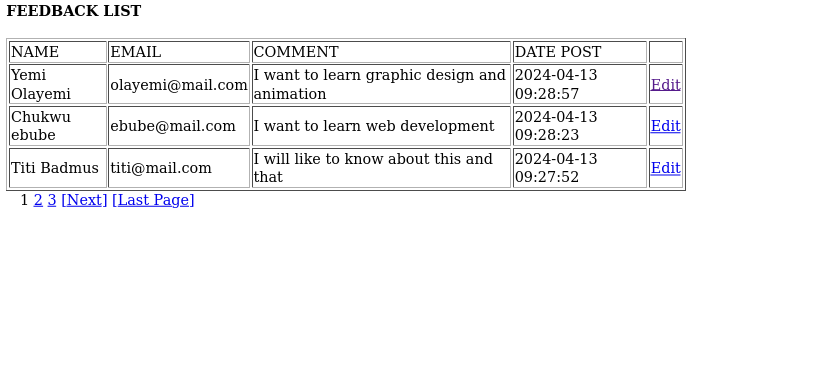 FEEDBACK LIST
NAME EMAIL COMMENT DATE POST
Yemi Olayemi olayemi@mail.com I want to learn graphic design and animation 2024-04-13 09:28:57 Edit
Chukwu ebube ebube@mail.com I want to learn web development 2024-04-13 09:28:23 Edit
Titi Badmus titi@mail.com I will like to know about this and that 2024-04-13 09:27:52 Edit
1 2 3 [Next] [Last Page]